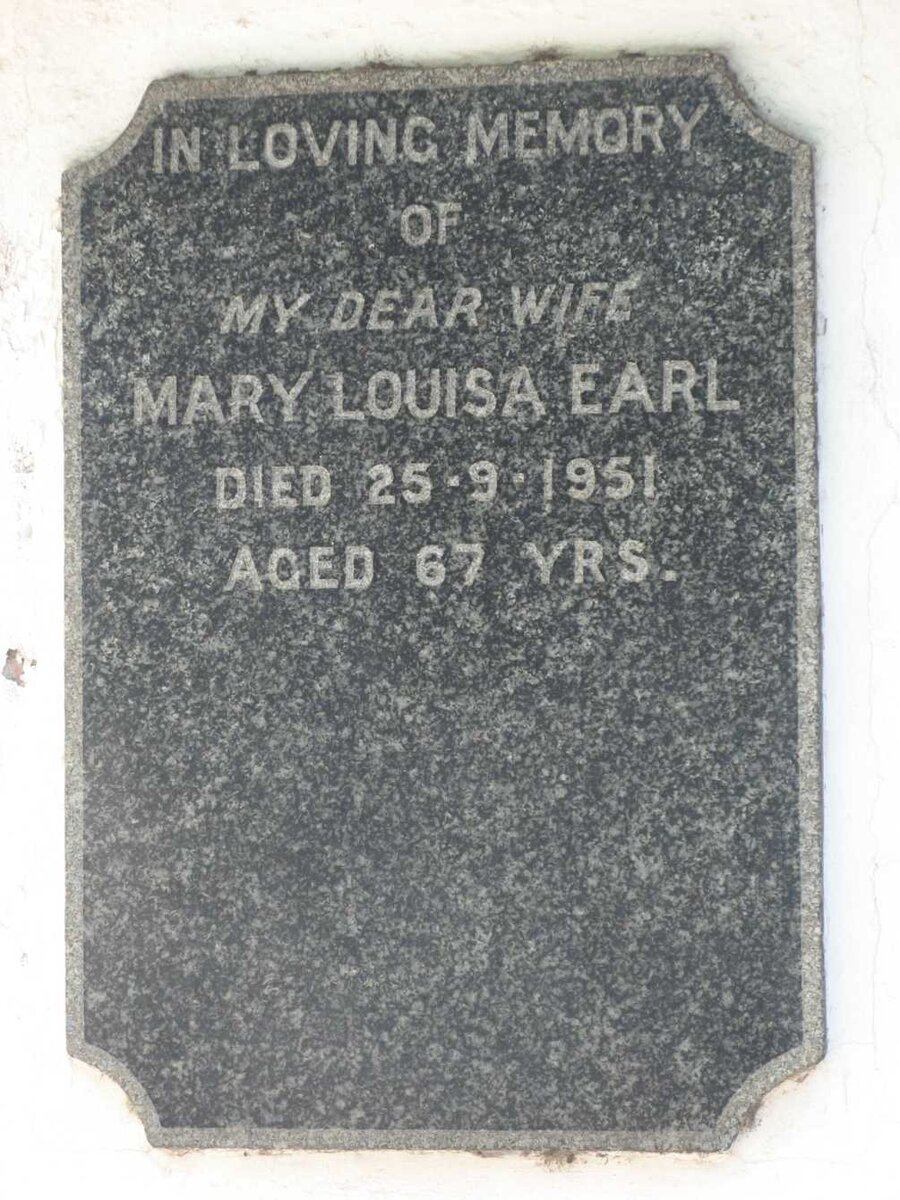 IN LOVING MEMORY
OF
MY DEAR WIFE
MARY LOUISA EARL
DIED 25·9·1951
AGED 67 YRS.